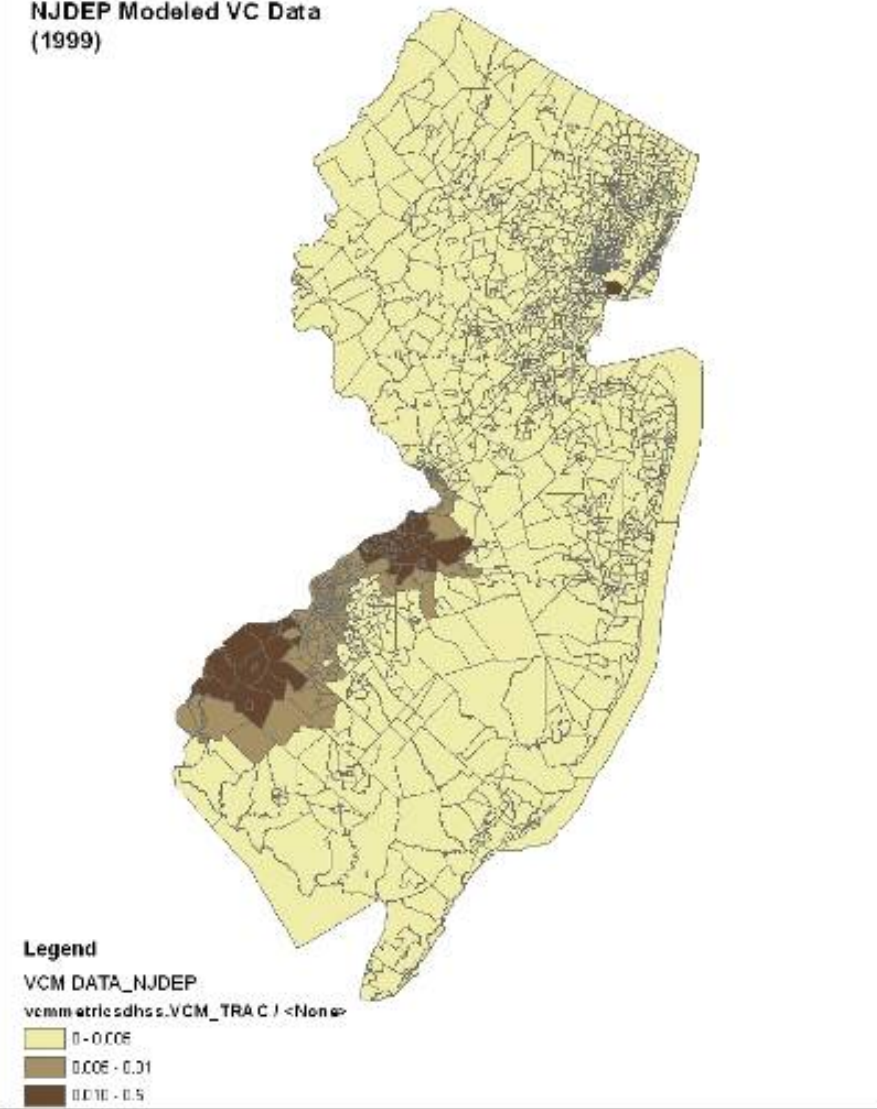 NJDEP Modeled VC Data
(1999)
Legend
VCM DATA_NJDEP
vcmmetricsdhss.VCM_TRAC / <None>
0 - 0.005
0.005 - 0.01
0.010 - 0.5